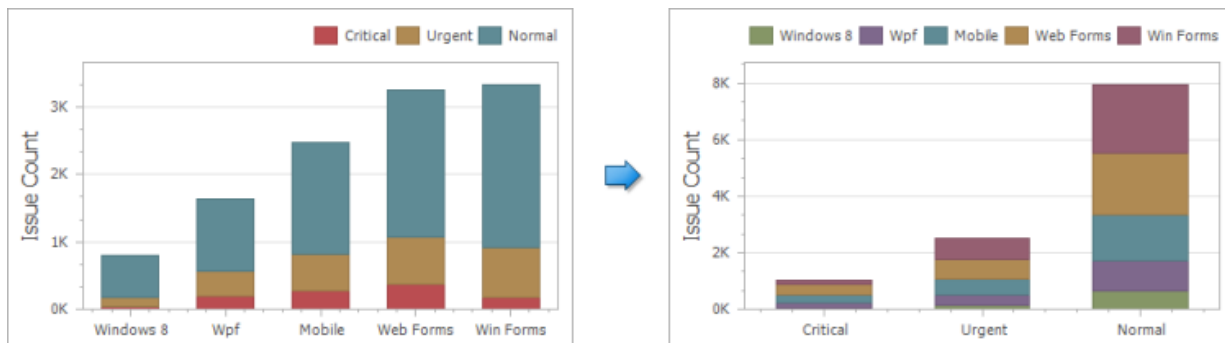 Critical Urgent Normal
Issue Count
3K
2K
1K
0K
Windows 8 Wpf Mobile Web Forms Win Forms
Windows 8 Wpf Mobile Web Forms Win Forms
Issue Count
8K
6K
4K
2K
0K
Critical Urgent Normal